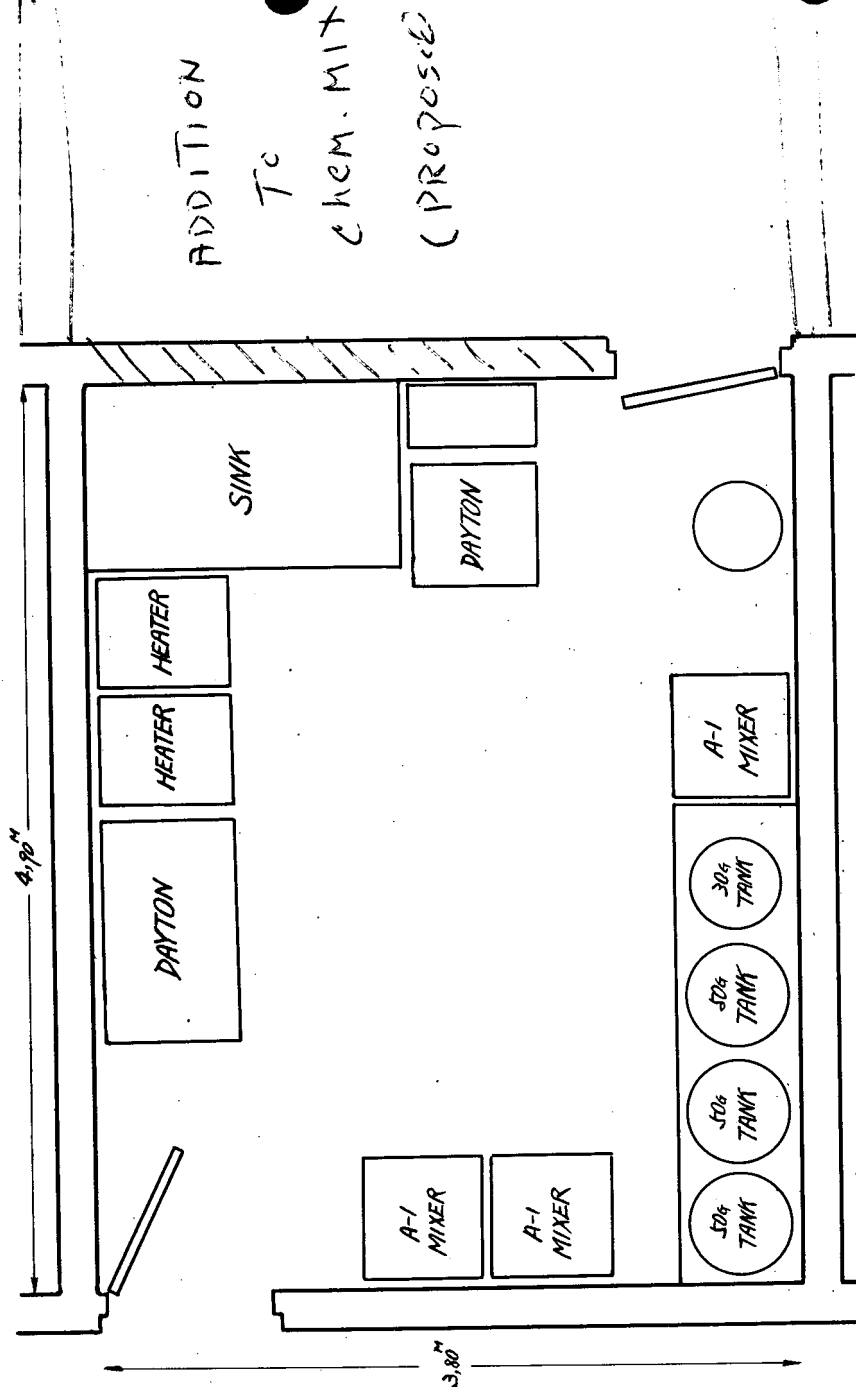 4,90M
DAYTON
HEATER
HEATER
SINK
ADDITION
To
chem. MIX
(PROPOSED
3,80M
A-1
MIXER
A-1
MIXER
DAYTON
50G
TANK
50G
TANK
50G
TANK
30G
TANK
A-1
MIXER